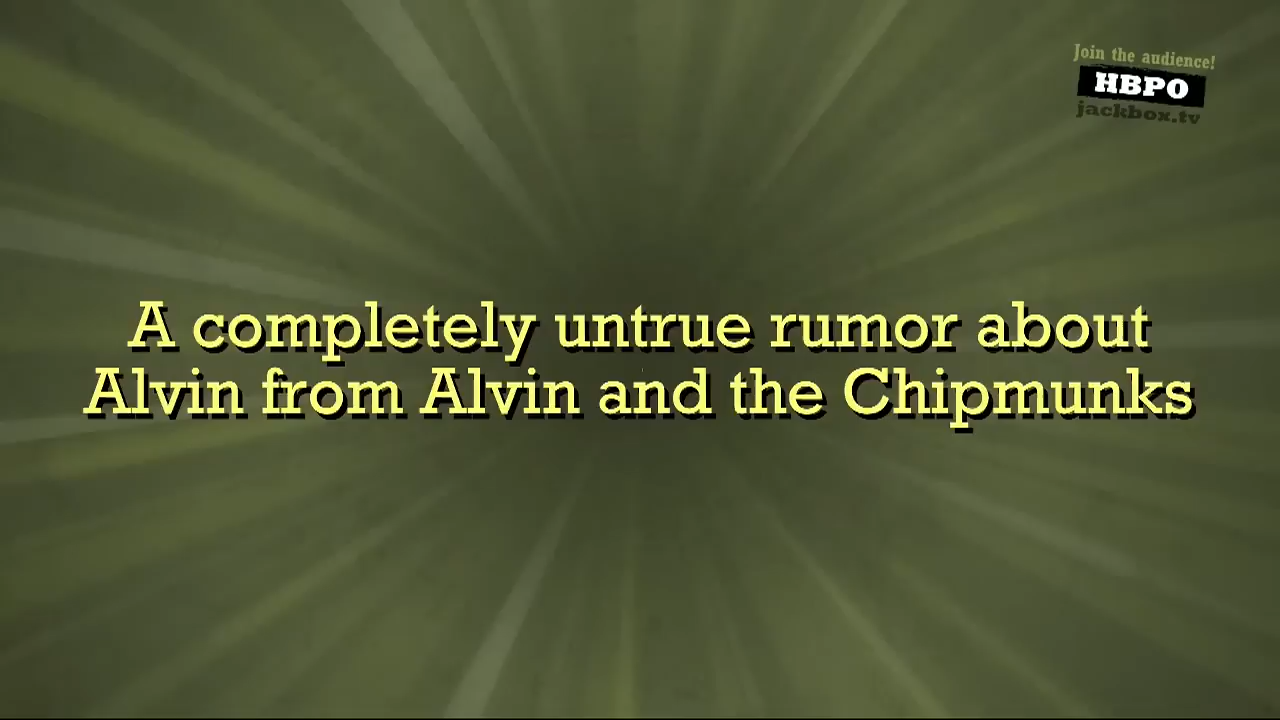 Join the audience!
HBPO
jackbox.tv
A completely untrue rumor about
Alvin from Alvin and the Chipmunks